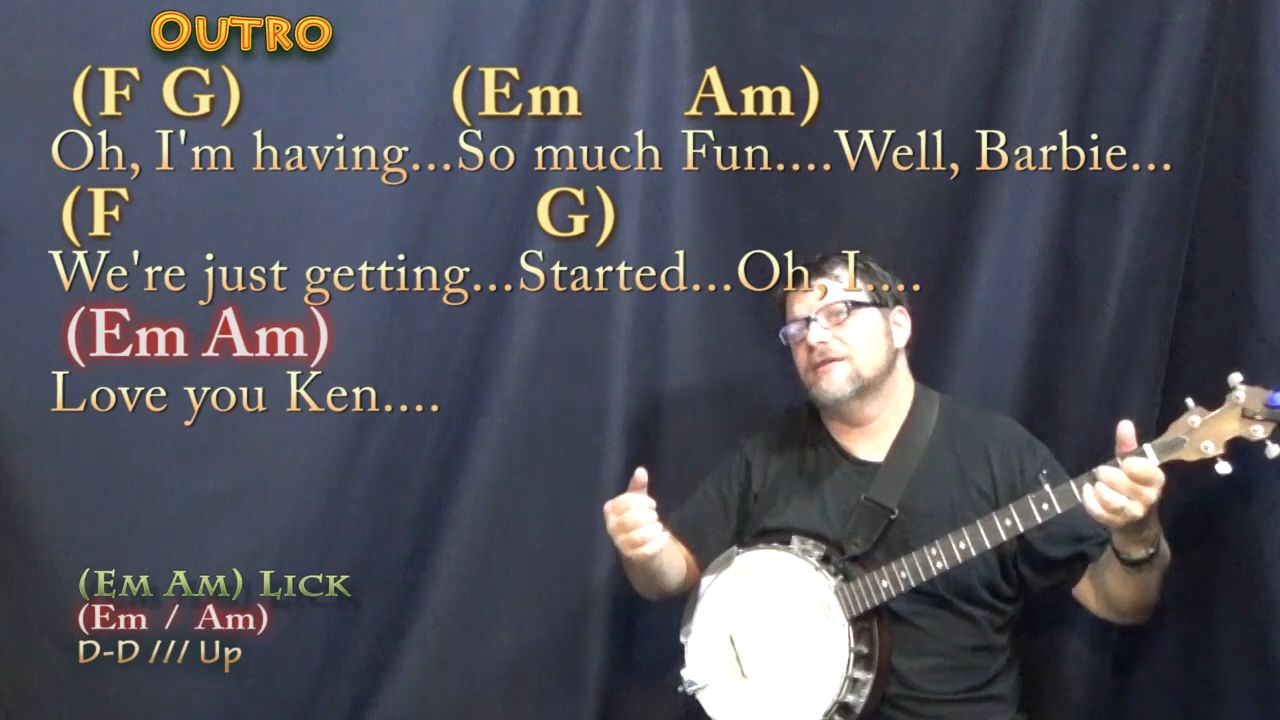 OUTRO
(F G) (Em Am)
Oh, I'm having...So much Fun....Well, Barbie...
(F G)
We're just getting...Started...Oh, I....
(Em Am)
Love you Ken....
(EM AM) LICK
(Em / Am)
D-D /// Up